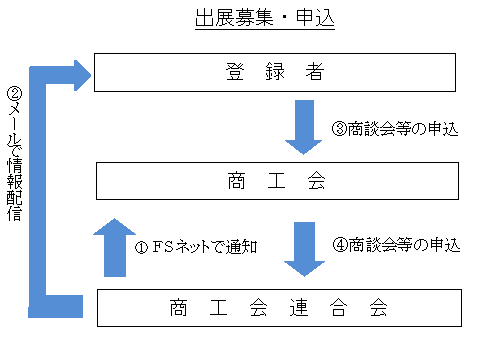 出展募集・申込
登録者
②メールで情報配信
③商談会等の申込
商工会
①FSネットで通知
④商談会等の申込
商工会連合会